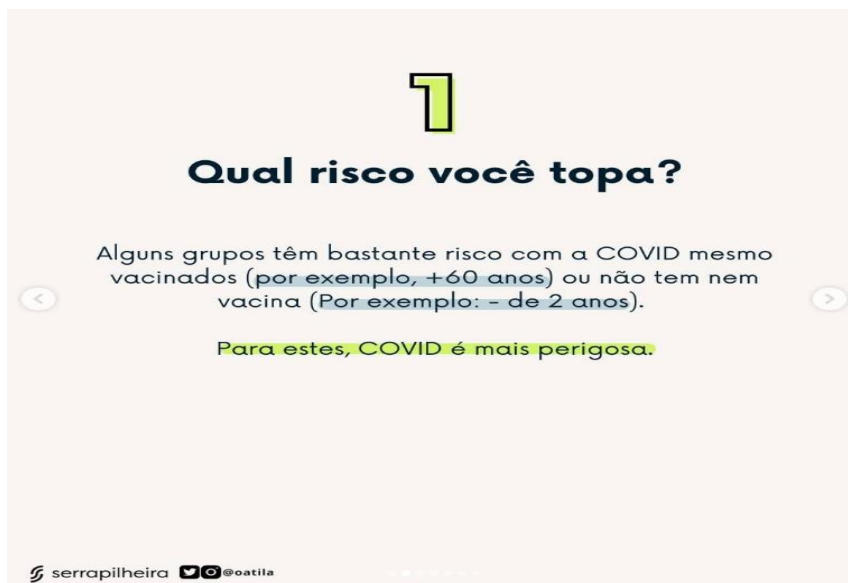 1
Qual risco você topa?
Alguns grupos têm bastante risco com a COVID mesmo
vacinados (por exemplo, +60 anos) ou não tem nem
vacina (Por exemplo: - de 2 anos).
Para estes, COVID é mais perigosa.
serrapilheira @oatila